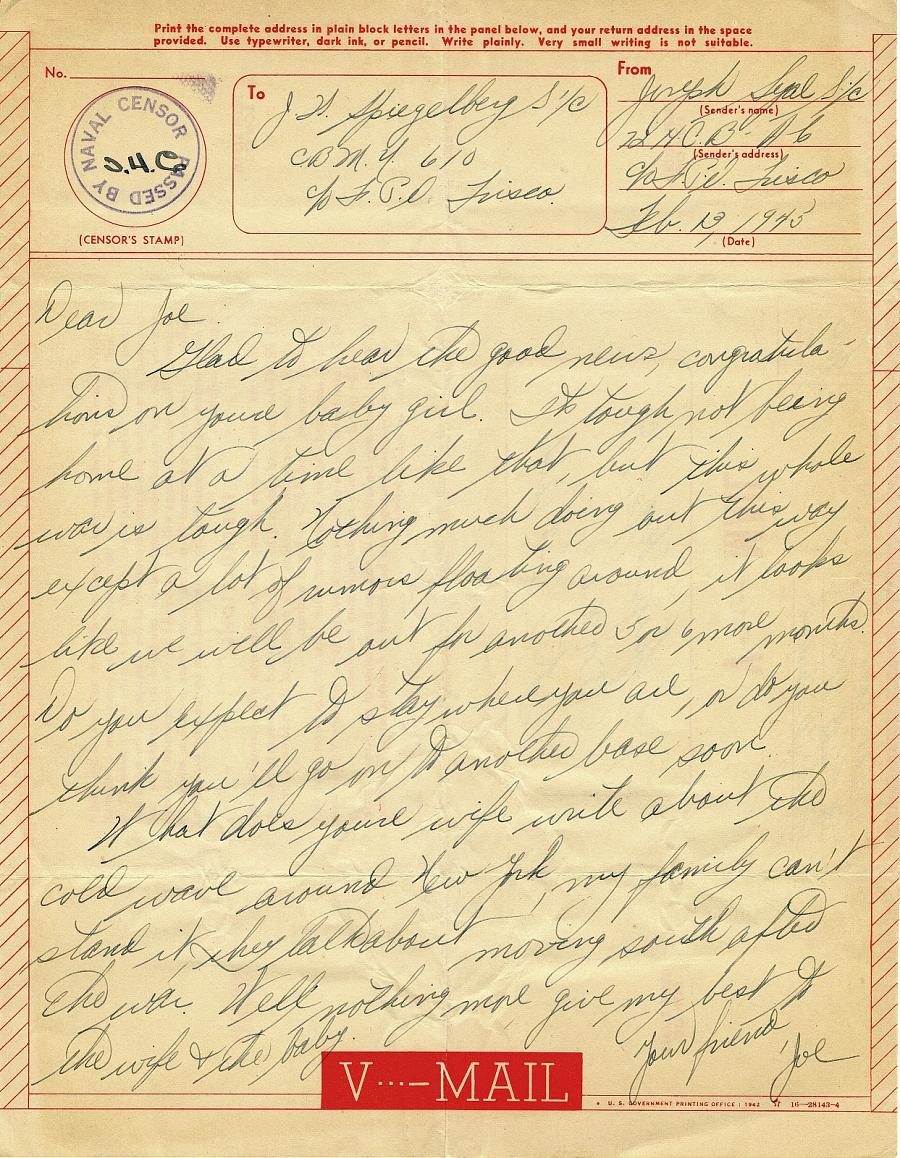 Print the complete address in plain block letters in the panel below, and your return address in the space
provided. Use typewriter, dark ink, or pencil. Write plainly. Very small writing is not suitable.
No.
PASSED BY NAVAL CENSOR
(CENSOR'S STAMP)
To
J W. Spiegelberg S 1/c
C B M. U. 610
c/o F. P.O. Frisco.
From
Joseph S 1/c
(Sender's name)
N.C.B.
(Sender's address)
c/o F.P.O. Frisco
Feb. 13, 1945
(Date)
Dear Joe
Glad to hear the good news, congratula-
tions on youre baby girl. Its tough not being
home at a time like that, but this whole
war is tough. Nothing much doing out this way
except a lot of rumors floating around, it looks
like we will be out for another 5 or 6 more months.
Do you expect to stay where you are, or do you
think you'll go on to another base soon.
What does youre wife write about the
cold wave around New York, my family can't
stand it, they talk about moving south after
the war. Well nothing more give my best to
the wife & the baby.
Your friend
Joe
V···—MAIL
U. S. GOVERNMENT PRINTING OFFICE : 1942 16—28143-4